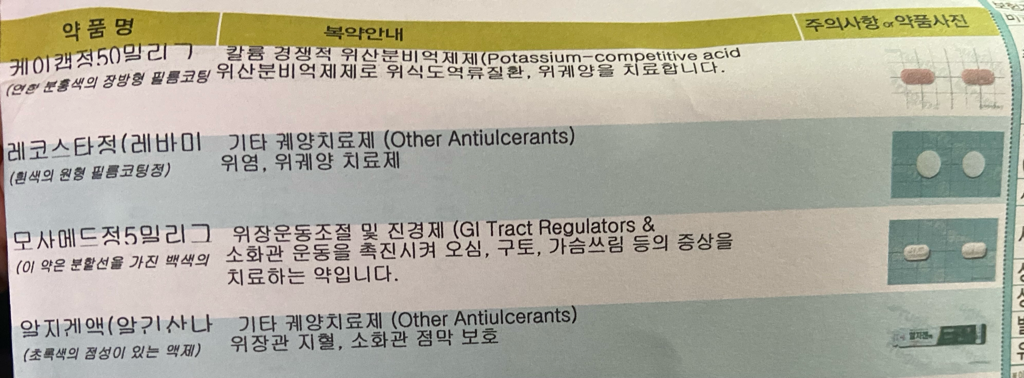 약 품 명 복약안내 주의사항 or 약품사진
케이캡정50밀리그 칼륨 경쟁적 위산분비억제제(Potassium-competitive acid
(연한 분홍색의 장방형 필름코팅 위산분비억제제로 위식도역류질환, 위궤양을 치료합니다.
레코스타정(레바미 기타 궤양치료제 (Other Antiulcerants)
(흰색의 원형 필름코팅정) 위염, 위궤양 치료제
모사메드정5밀리그 위장운동조절 및 진경제 (GI Tract Regulators &
(이 약은 분할선을 가진 백색의 소화관 운동을 촉진시켜 오심, 구토, 가슴쓰림 등의 증상을
치료하는 약입니다.
알지겐액(알기산나 기타 궤양치료제 (Other Antiulcerants)
(초록색의 점성이 있는 액제) 위장관 지혈, 소화관 점막 보호